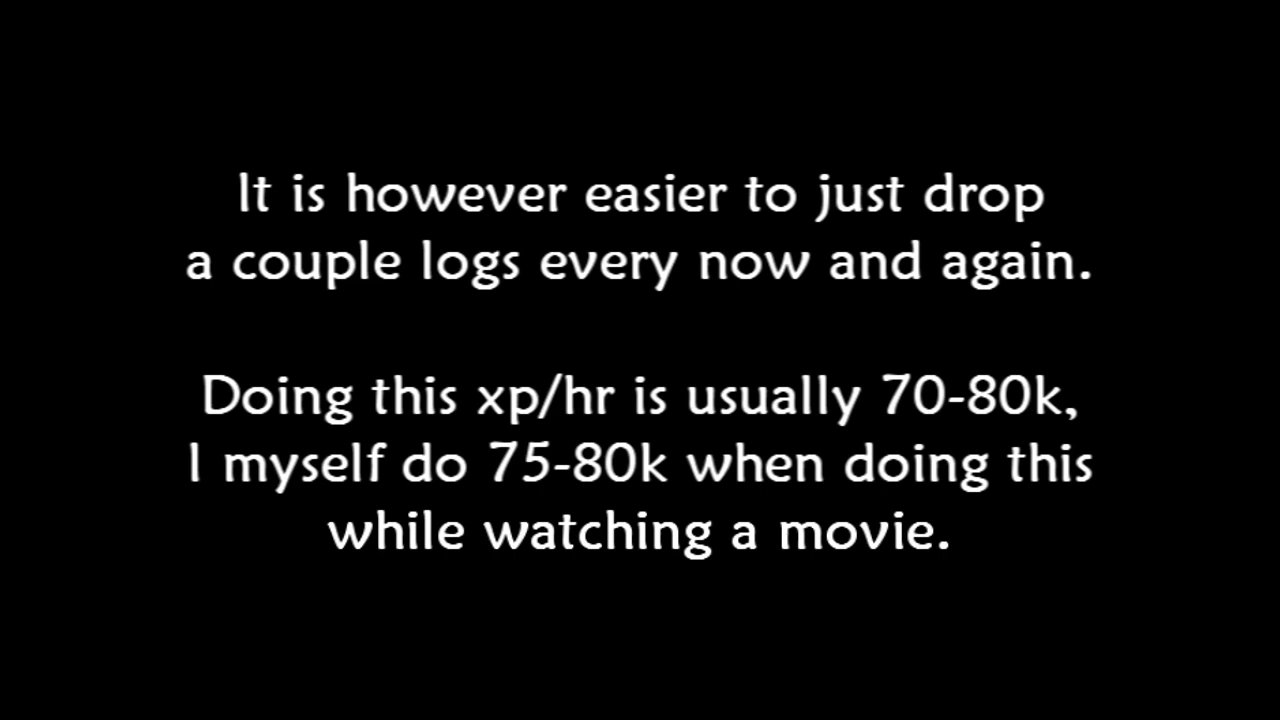 It is however easier to just drop
a couple logs every now and again.
Doing this xp/hr is usually 70-80k,
I myself do 75-80k when doing this
while watching a movie.